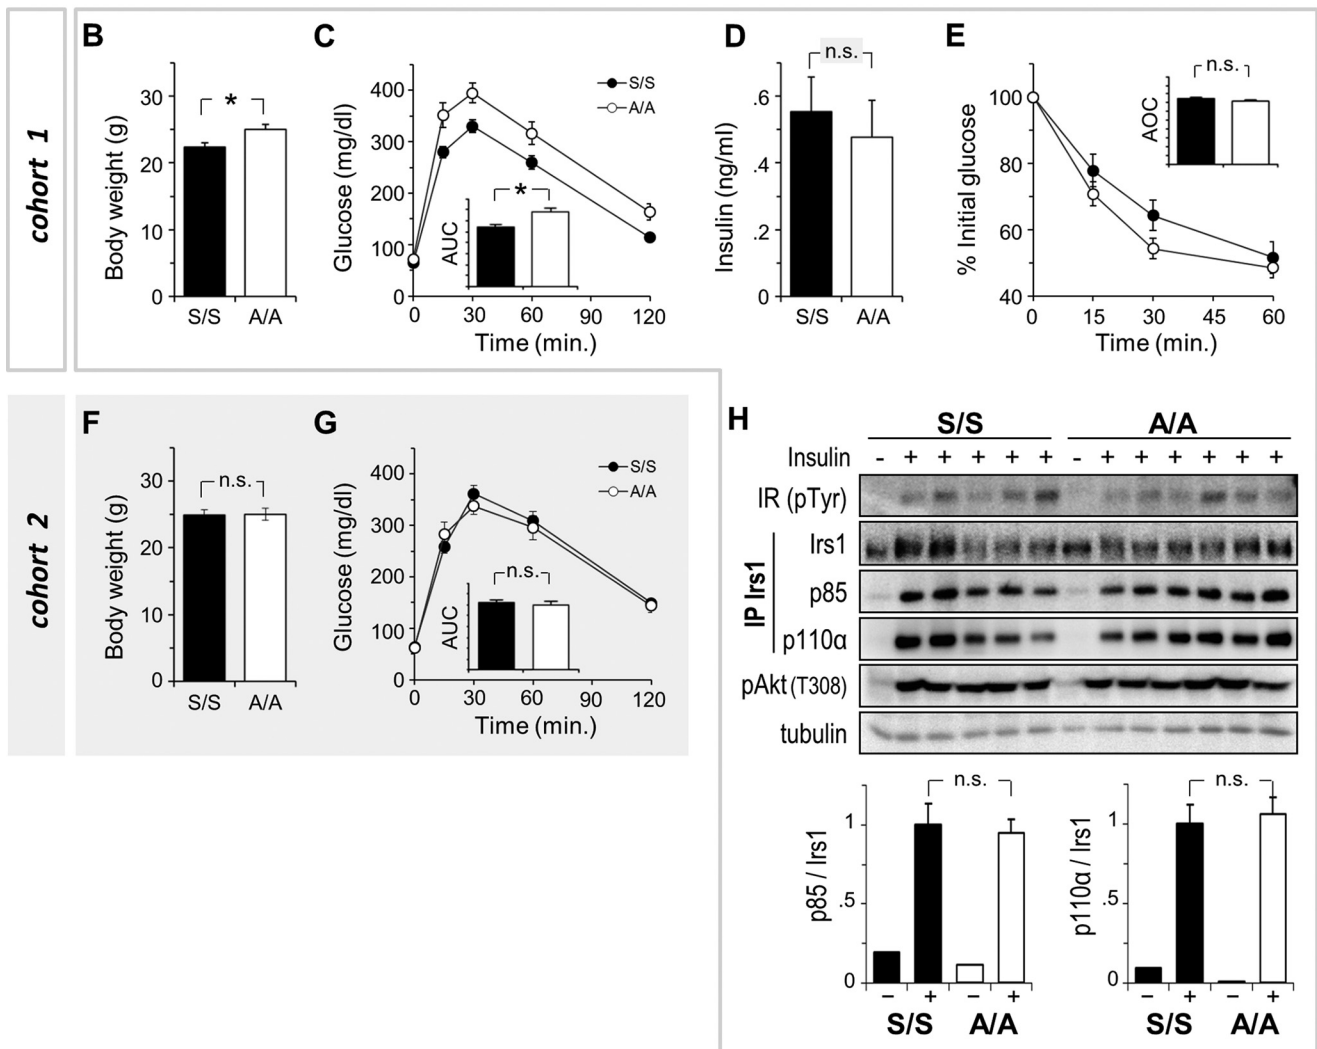 cohort 1
B
Body weight (g)
30
20
10
0
*
S/S
A/A
C
Glucose (mg/dl)
400
300
200
100
0
S/S
A/A
AUC
*
0
30
60
90
120
Time (min.)
D
Insulin (ng/ml)
.6
.4
.2
0
n.s.
S/S
A/A
E
% Initial glucose
100
80
60
40
AOC
n.s.
0
15
30
45
60
Time (min.)
cohort 2
F
Body weight (g)
30
20
10
0
n.s.
S/S
A/A
G
Glucose (mg/dl)
400
300
200
100
0
S/S
A/A
AUC
n.s.
0
30
60
90
120
Time (min.)
H
S/S A/A
Insulin - + + + + + - + + + + + +
IR (pTyr)
IP Irs1
Irs1
p85
p110α
pAkt (T308)
tubulin
p85 / Irs1
1
.5
0
n.s.
− + − +
S/S A/A
p110α / Irs1
1
.5
0
n.s.
− + − +
S/S A/A